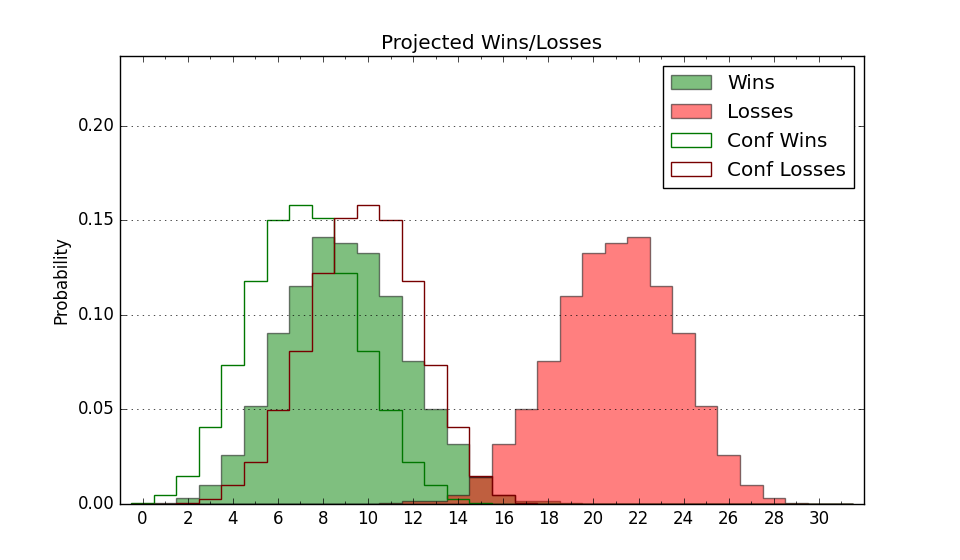 Projected Wins/Losses
Wins
Losses
Conf Wins
Conf Losses
Probability
0.20
0.15
0.10
0.05
0.00
0 2 4 6 8 10 12 14 16 18 20 22 24 26 28 30